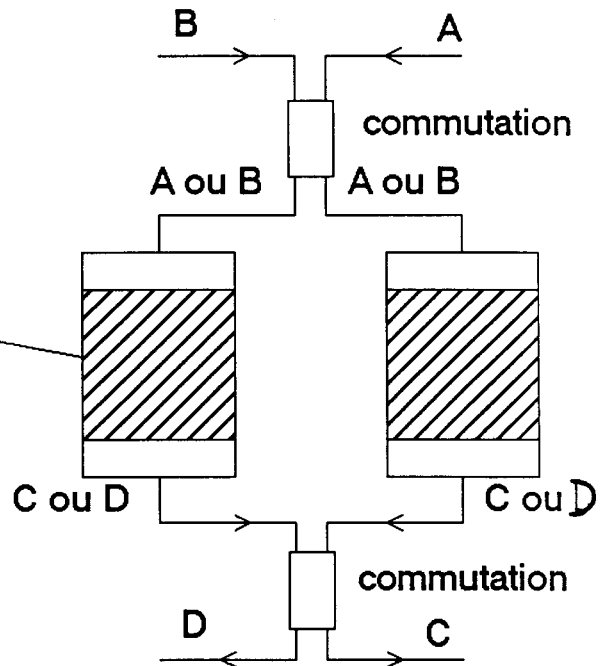 B A
commutation
A ou B A ou B
C ou D C ou D
commutation
D C